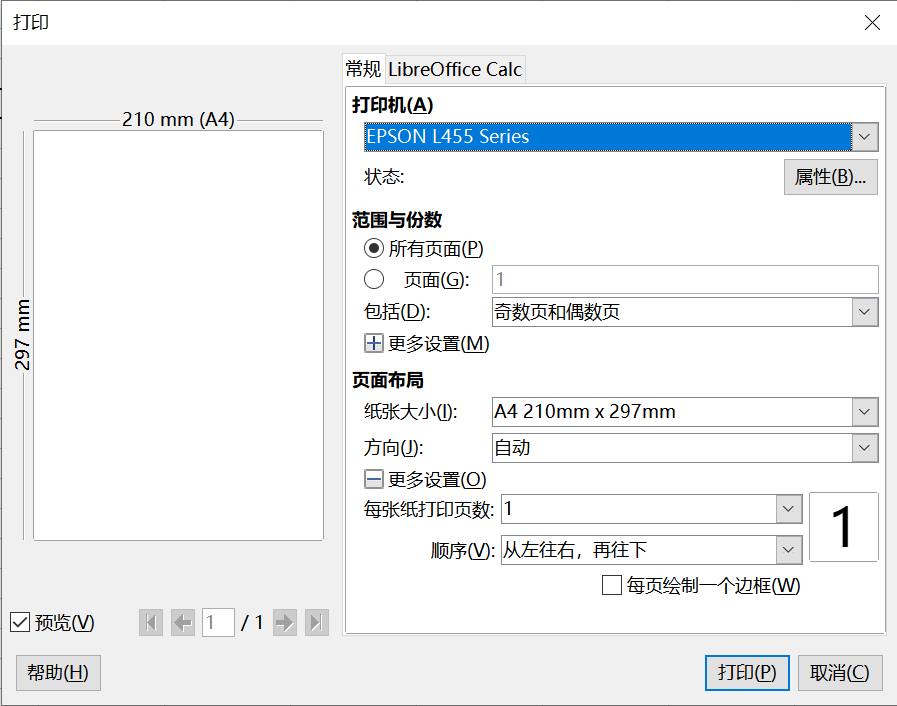 打印
常规 LibreOffice Calc
210 mm (A4)
297 mm
打印机(A)
EPSON L455 Series
状态:
属性(B)...
范围与份数
所有页面(P)
页面(G): 1
包括(D): 奇数页和偶数页
更多设置(M)
页面布局
纸张大小(I): A4 210mm x 297mm
方向(J): 自动
更多设置(O)
每张纸打印页数: 1
1
顺序(V): 从左往右，再往下
每页绘制一个边框(W)
预览(V) 1 / 1
帮助(H) 打印(P) 取消(C)